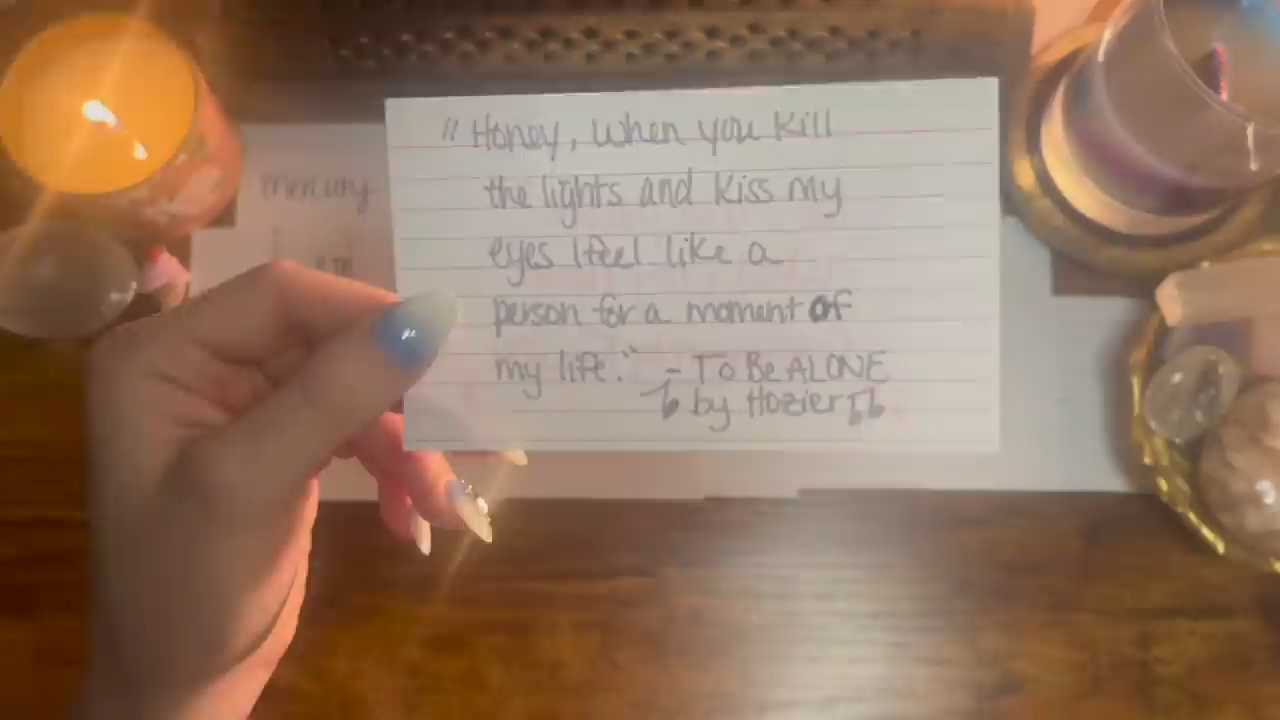 "Honey, when you kill
the lights and kiss my
eyes I feel like a
person for a moment of
my life." - TO Be ALONE
by Hozier
mercury